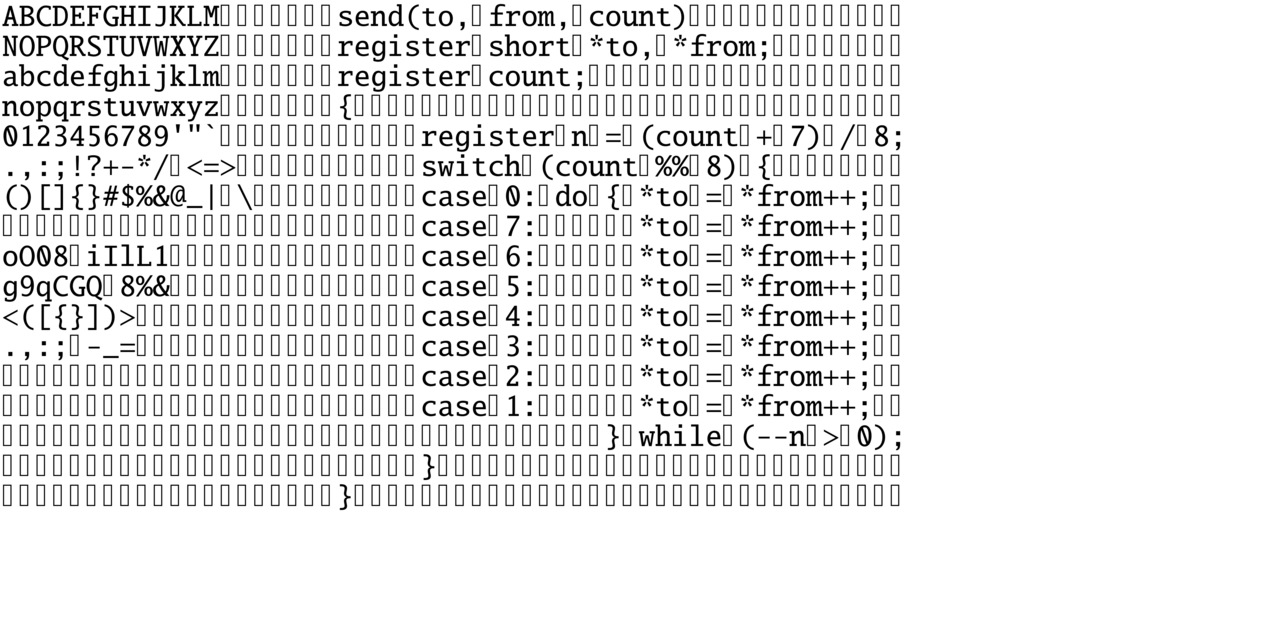 ABCDEFGHIJKLM send(to, from, count)
NOPQRSTUVWXYZ register short *to, *from;
abcdefghijklm register count;
nopqrstuvwxyz {
0123456789'"` register n = (count + 7) / 8;
.,:;!?+-*/ <=> switch (count %% 8) {
()[]{}#$%&@_| \ case 0: do { *to = *from++;
case 7: *to = *from++;
oO08 iIlL1 case 6: *to = *from++;
g9qCGQ 8%& case 5: *to = *from++;
<([{}])> case 4: *to = *from++;
.,:; -_= case 3: *to = *from++;
case 2: *to = *from++;
case 1: *to = *from++;
} while (--n > 0);
}
}